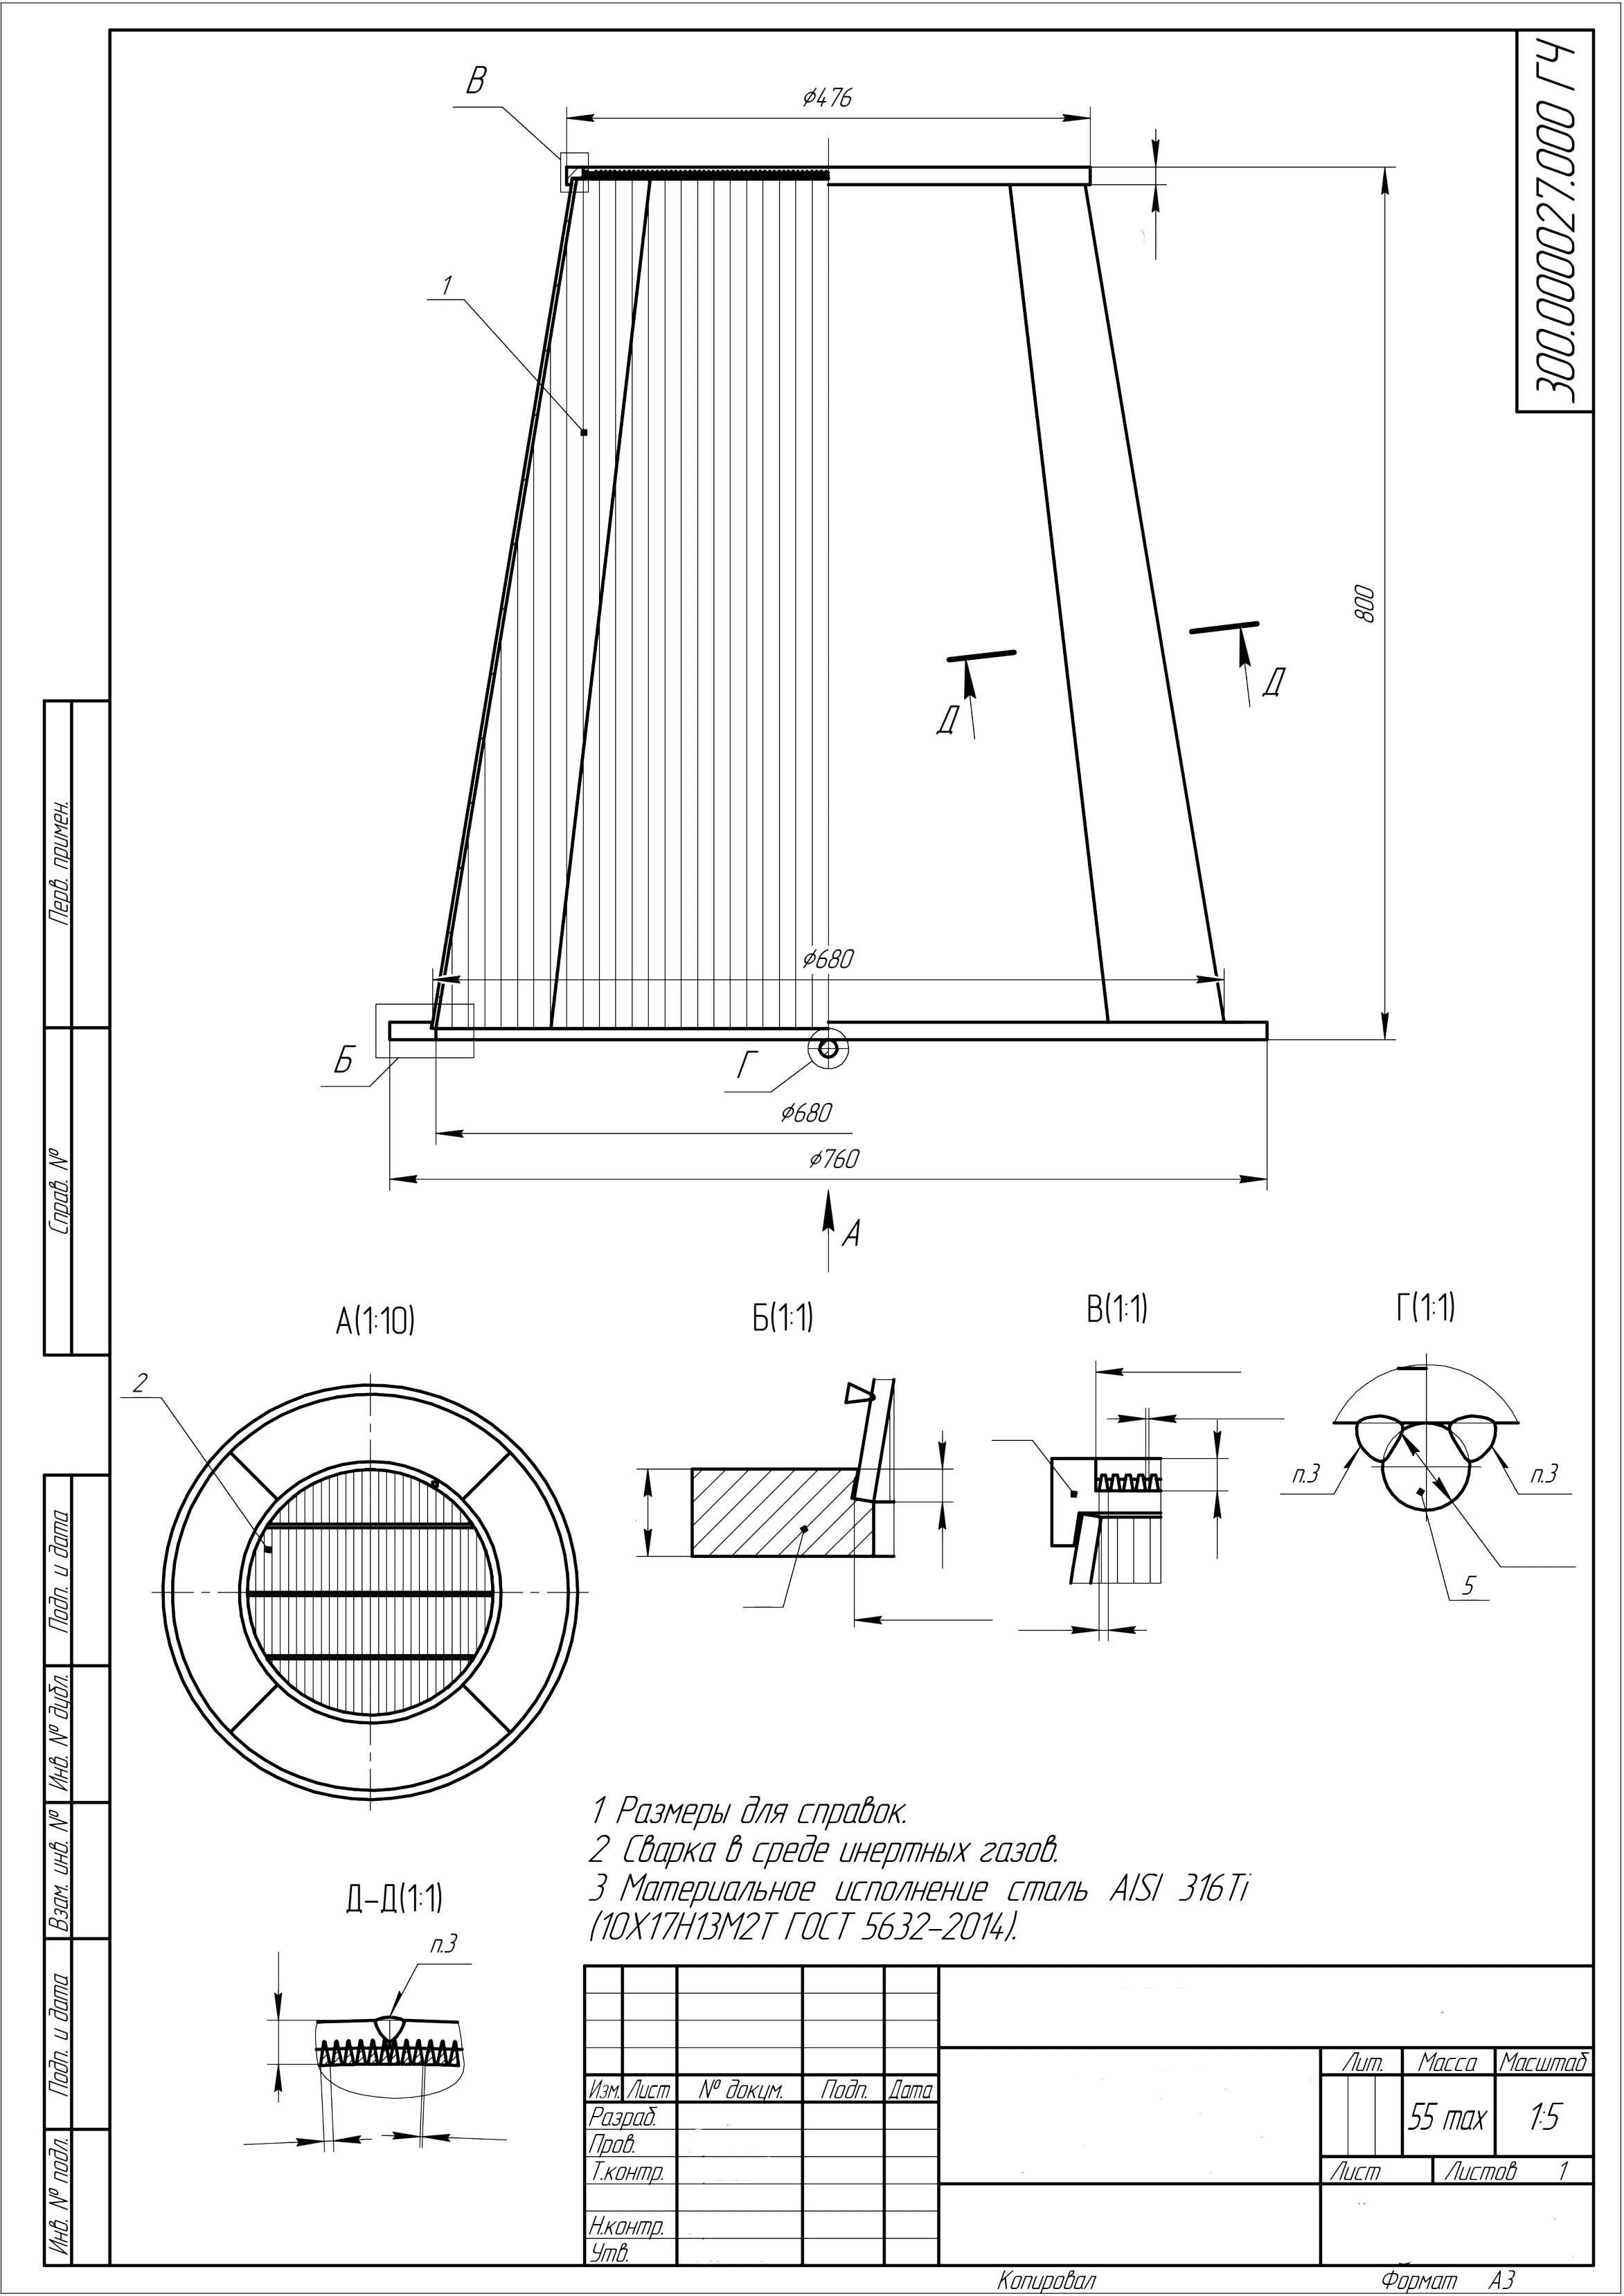 300.000027.000 ГЧ
В
⌀476
1
800
Д
Д
⌀680
Б
Г
⌀680
⌀760
А
А(1:10)
Б(1:1)
В(1:1)
Г(1:1)
2
п.3
п.3
5
1 Размеры для справок.
2 Сварка в среде инертных газов.
3 Материальное исполнение сталь AISI 316Ti
(10Х17Н13М2Т ГОСТ 5632-2014).
Д-Д(1:1)
п.3
Перв. примен.
Справ. №
Подп. и дата
Инв. № дубл.
Взам. инв. №
Подп. и дата
Инв. № подл.
Изм. Лист № докум. Подп. Дата
Разраб.
Пров.
Т.контр.
Н.контр.
Утв.
Лит. Масса Масштаб
55 max 1:5
Лист Листов 1
Копировал Формат А3